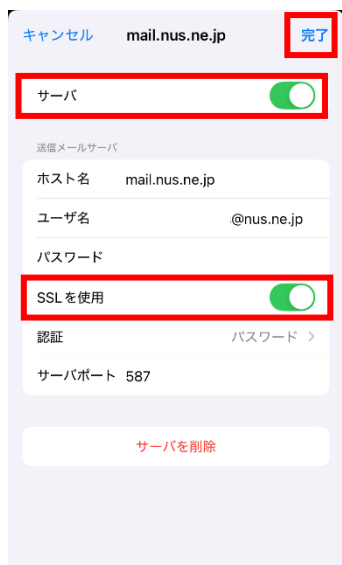 キャンセル mail.nus.ne.jp 完了
サーバ
送信メールサーバ
ホスト名 mail.nus.ne.jp
ユーザ名 @nus.ne.jp
パスワード
SSLを使用
認証 パスワード >
サーバポート 587
サーバを削除